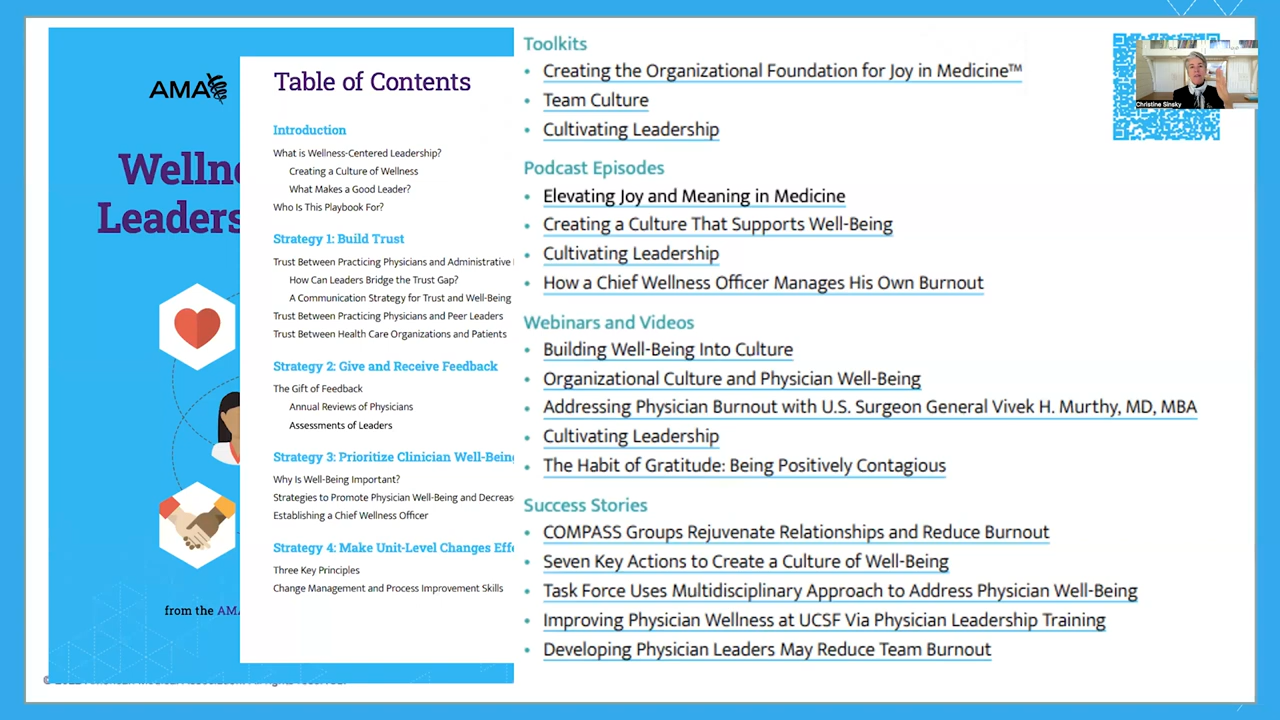 AMA
Wellne
Leaders
from the AMA
Table of Contents
Introduction
What is Wellness-Centered Leadership?
Creating a Culture of Wellness
What Makes a Good Leader?
Who Is This Playbook For?
Strategy 1: Build Trust
Trust Between Practicing Physicians and Administrative
How Can Leaders Bridge the Trust Gap?
A Communication Strategy for Trust and Well-Being
Trust Between Practicing Physicians and Peer Leaders
Trust Between Health Care Organizations and Patients
Strategy 2: Give and Receive Feedback
The Gift of Feedback
Annual Reviews of Physicians
Assessments of Leaders
Strategy 3: Prioritize Clinician Well-Being
Why Is Well-Being Important?
Strategies to Promote Physician Well-Being and Decreas
Establishing a Chief Wellness Officer
Strategy 4: Make Unit-Level Changes Effe
Three Key Principles
Change Management and Process Improvement Skills
Toolkits
• Creating the Organizational Foundation for Joy in Medicine™
• Team Culture
• Cultivating Leadership
Podcast Episodes
• Elevating Joy and Meaning in Medicine
• Creating a Culture That Supports Well-Being
• Cultivating Leadership
• How a Chief Wellness Officer Manages His Own Burnout
Webinars and Videos
• Building Well-Being Into Culture
• Organizational Culture and Physician Well-Being
• Addressing Physician Burnout with U.S. Surgeon General Vivek H. Murthy, MD, MBA
• Cultivating Leadership
• The Habit of Gratitude: Being Positively Contagious
Success Stories
• COMPASS Groups Rejuvenate Relationships and Reduce Burnout
• Seven Key Actions to Create a Culture of Well-Being
• Task Force Uses Multidisciplinary Approach to Address Physician Well-Being
• Improving Physician Wellness at UCSF Via Physician Leadership Training
• Developing Physician Leaders May Reduce Team Burnout
Christine Sinsky